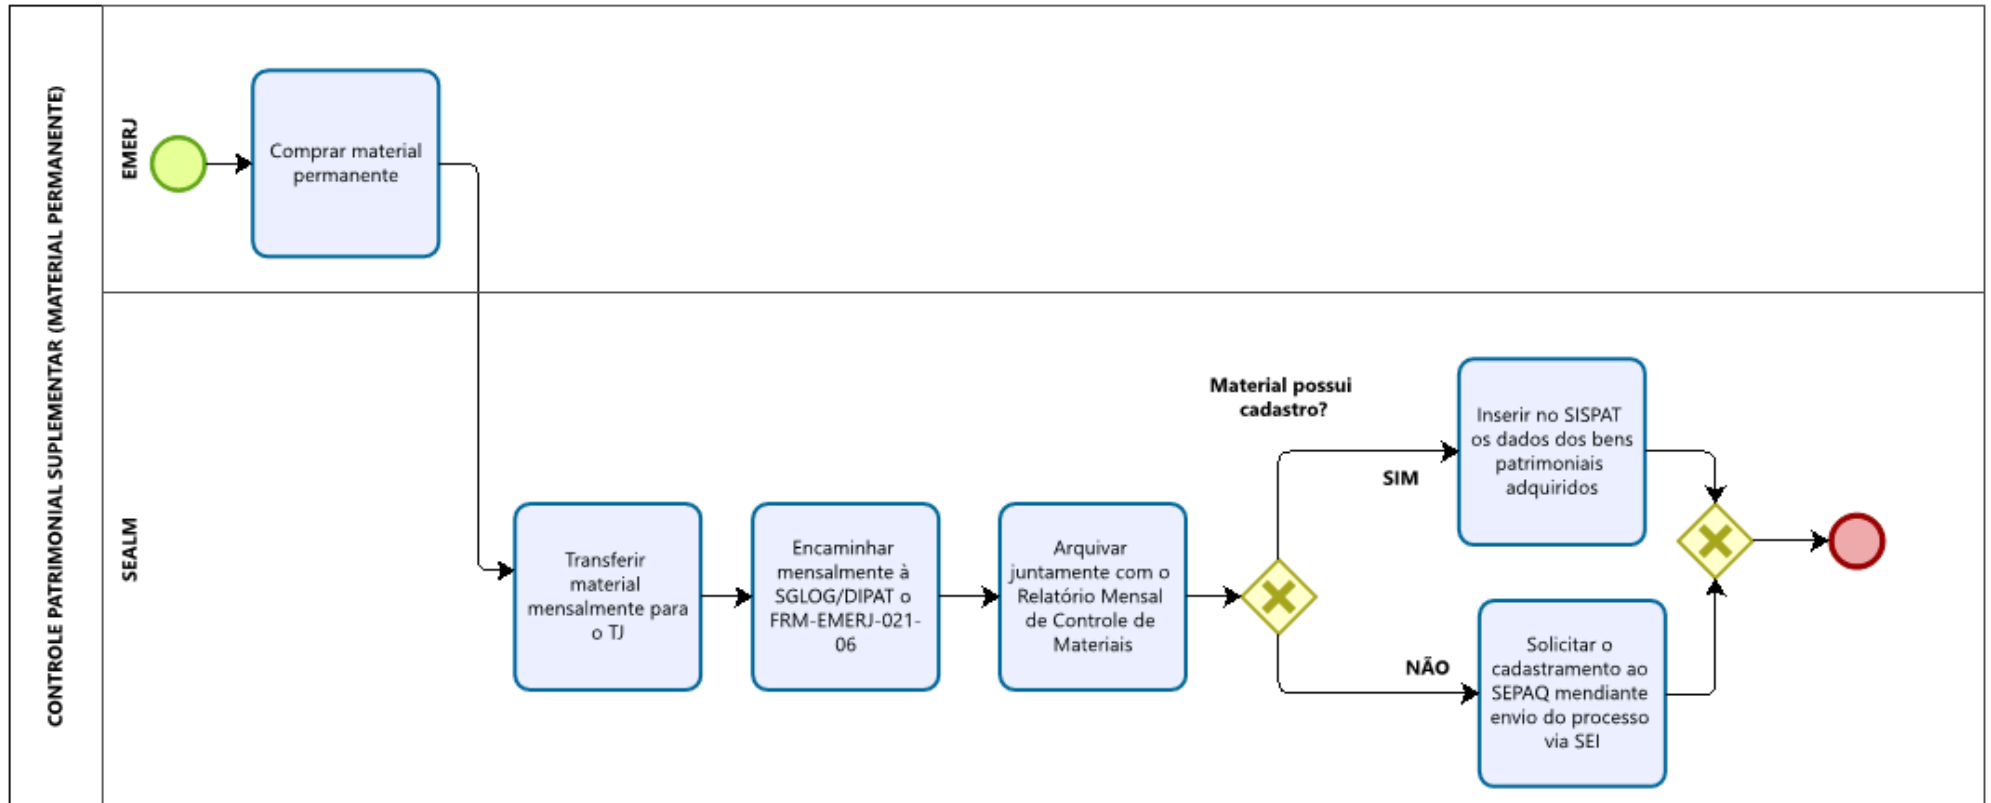 CONTROLE PATRIMONIAL SUPLEMENTAR (MATERIAL PERMANENTE)
EMERJ
Comprar material
permanente
SEALM
Transferir
material
mensalmente para
o TJ
Encaminhar
mensalmente à
SGLOG/DIPAT o
FRM-EMERJ-021-
06
Arquivar
juntamente com o
Relatório Mensal
de Controle de
Materiais
Material possui
cadastro?
SIM
Inserir no SISPAT
os dados dos bens
patrimoniais
adquiridos
NÃO
Solicitar o
cadastramento ao
SEPAQ mendiante
envio do processo
via SEI